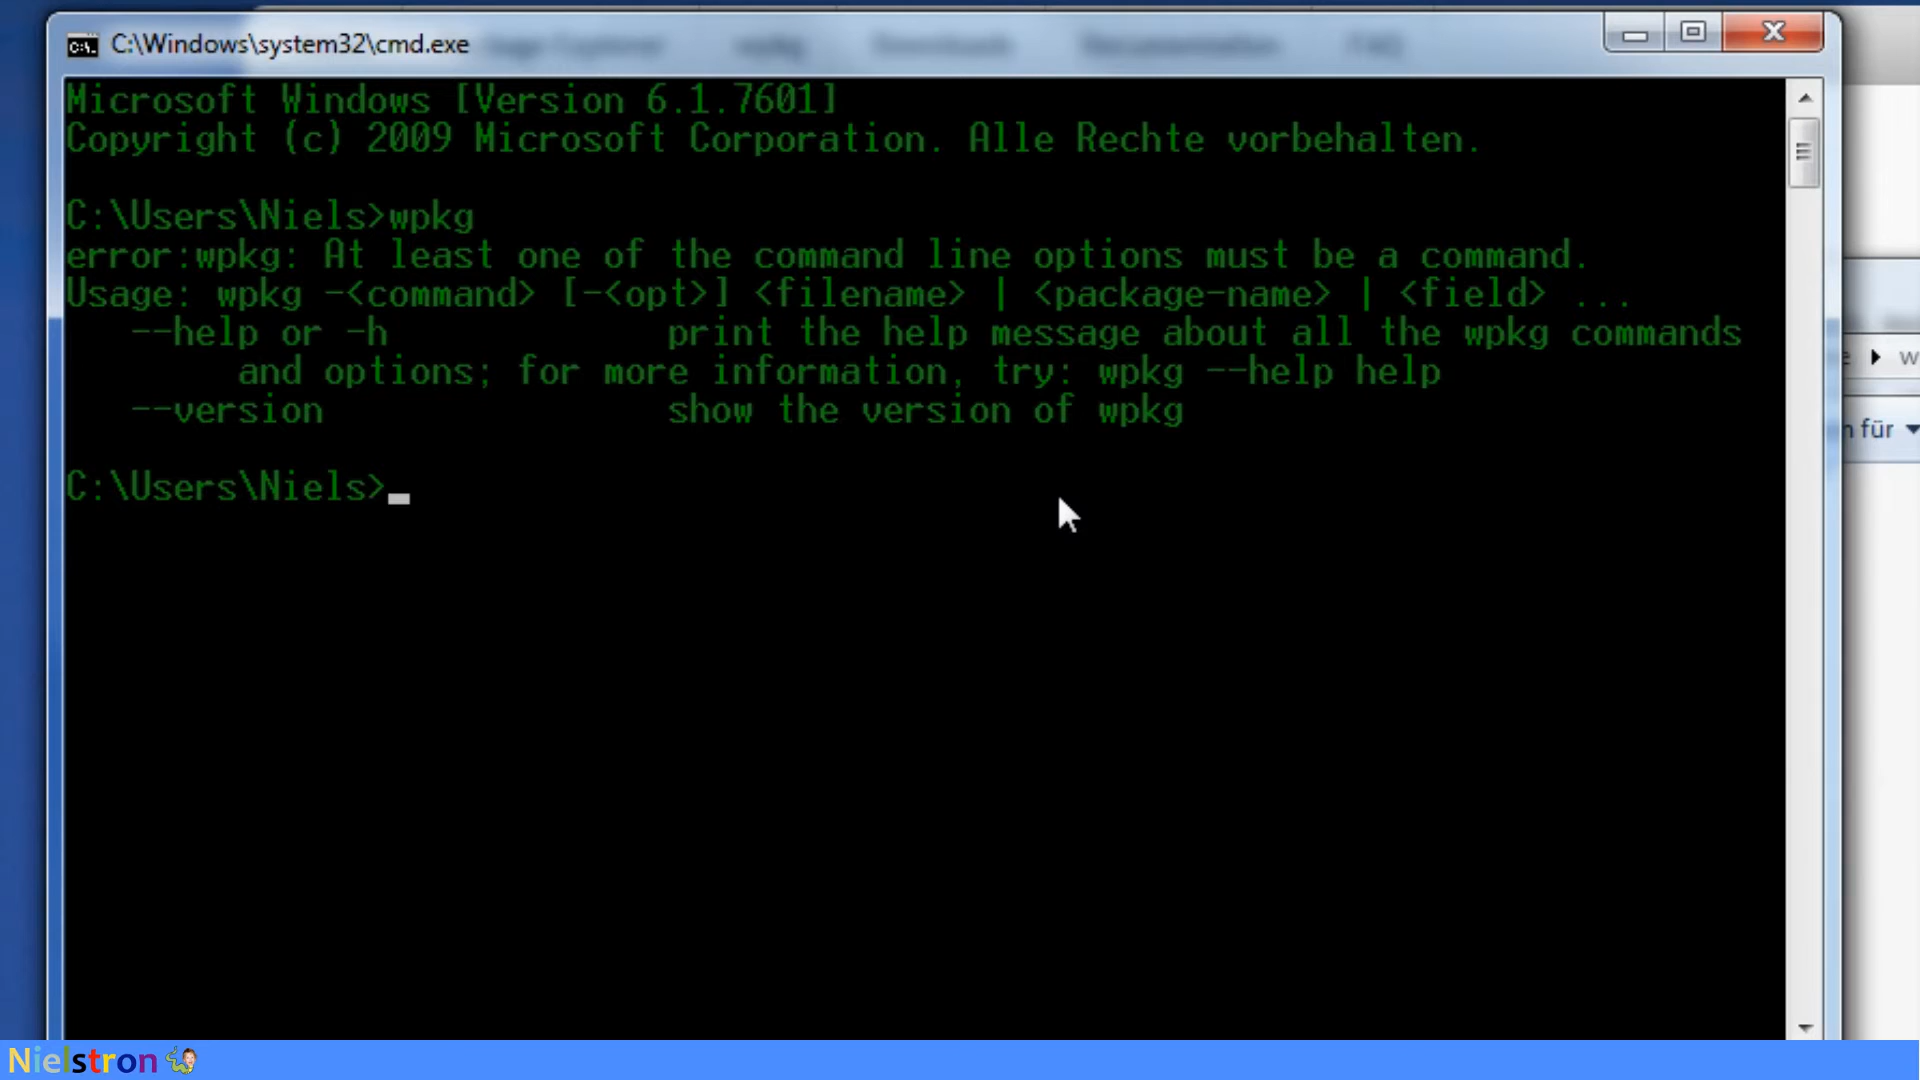 C:\Windows\system32\cmd.exe
Downloads
Documentation
FAQ
Microsoft Windows [Version 6.1.7601]
Copyright (c) 2009 Microsoft Corporation. Alle Rechte vorbehalten.
C:\Users\Niels>wpkg
error:wpkg: At least one of the command line options must be a command.
Usage: wpkg -<command> [-<opt>] <filename> | <package-name> | <field> ...
--help or -h print the help message about all the wpkg commands
and options; for more information, try: wpkg --help help
--version show the version of wpkg
C:\Users\Niels>
für
Nielstron